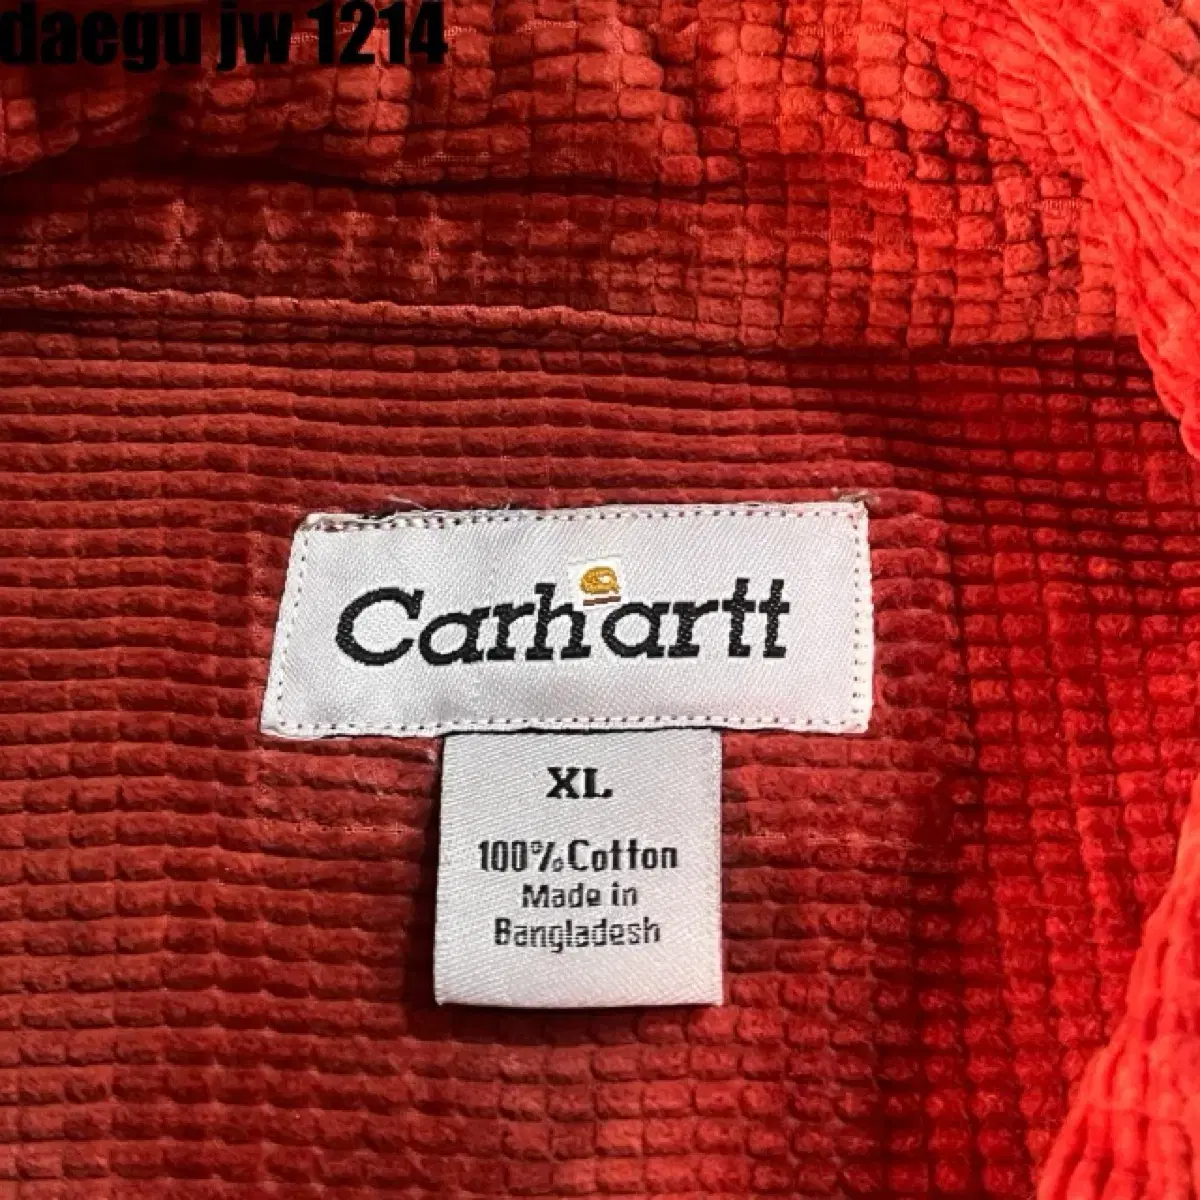 daegu jw 1214
Carhartt
XL
100% Cotton
Made in
Bangladesh